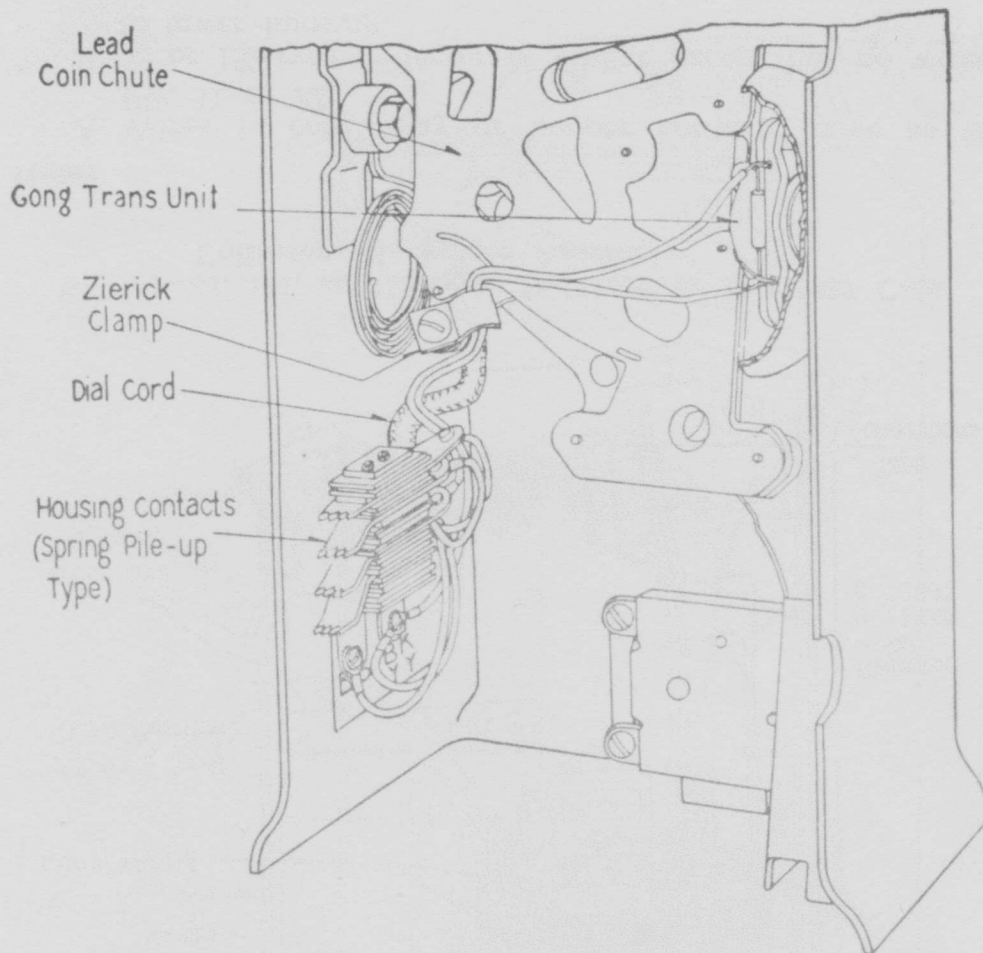 Lead
Coin Chute
Gong Trans Unit
Zierick
Clamp
Dial Cord
Housing Contacts
(Spring Pile-up
Type)